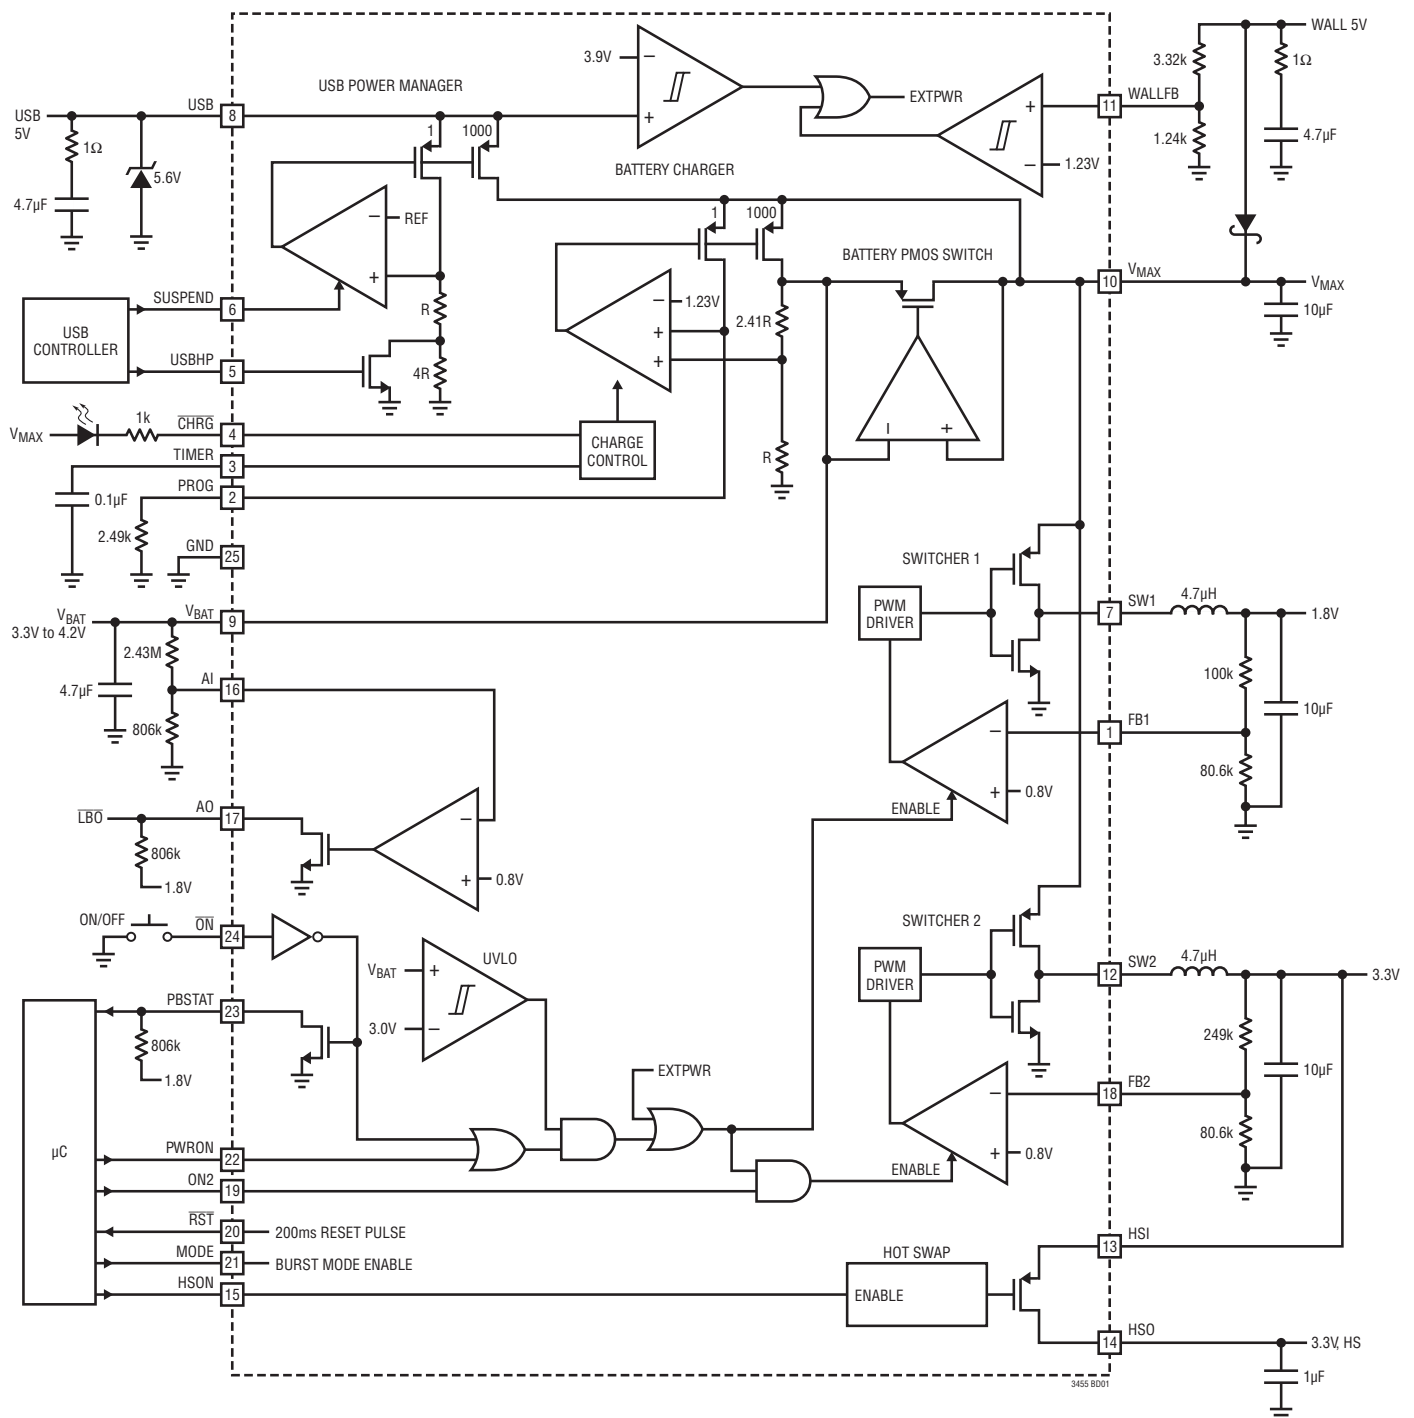 WALL 5V
3.9V
−
3.32k
1Ω
USB POWER MANAGER
USB
8
USB
5V
+
EXTPWR
+
11
WALLFB
1
1000
1Ω
1.24k
4.7µF
BATTERY CHARGER
−
1.23V
5.6V
4.7µF
−
REF
1
1000
BATTERY PMOS SWITCH
+
VMAX
10
VMAX
SUSPEND
6
−
1.23V
R
2.41R
10µF
USB
CONTROLLER
+
USBHP
5
+
4R
1k
CHRG
VMAX
4
−
+
CHARGE
CONTROL
TIMER
3
R
PROG
2
0.1µF
2.49k
GND
25
SWITCHER 1
4.7µH
PWM
DRIVER
SW1
7
1.8V
VBAT
3.3V to 4.2V
VBAT
9
2.43M
AI
16
100k
4.7µF
10µF
806k
−
FB1
1
80.6k
+
0.8V
AO
LBO
17
−
ENABLE
806k
+
0.8V
1.8V
ON/OFF
ON
24
SWITCHER 2
4.7µH
UVLO
PWM
DRIVER
SW2
12
3.3V
VBAT
+
PBSTAT
23
3.0V
−
249k
806k
EXTPWR
10µF
1.8V
−
FB2
18
80.6k
µC
PWRON
22
+
0.8V
ENABLE
ON2
19
RST
20
200ms RESET PULSE
HSI
13
MODE
21
BURST MODE ENABLE
HOT SWAP
HSON
15
ENABLE
HSO
14
3.3V, HS
1µF
3455 BD01